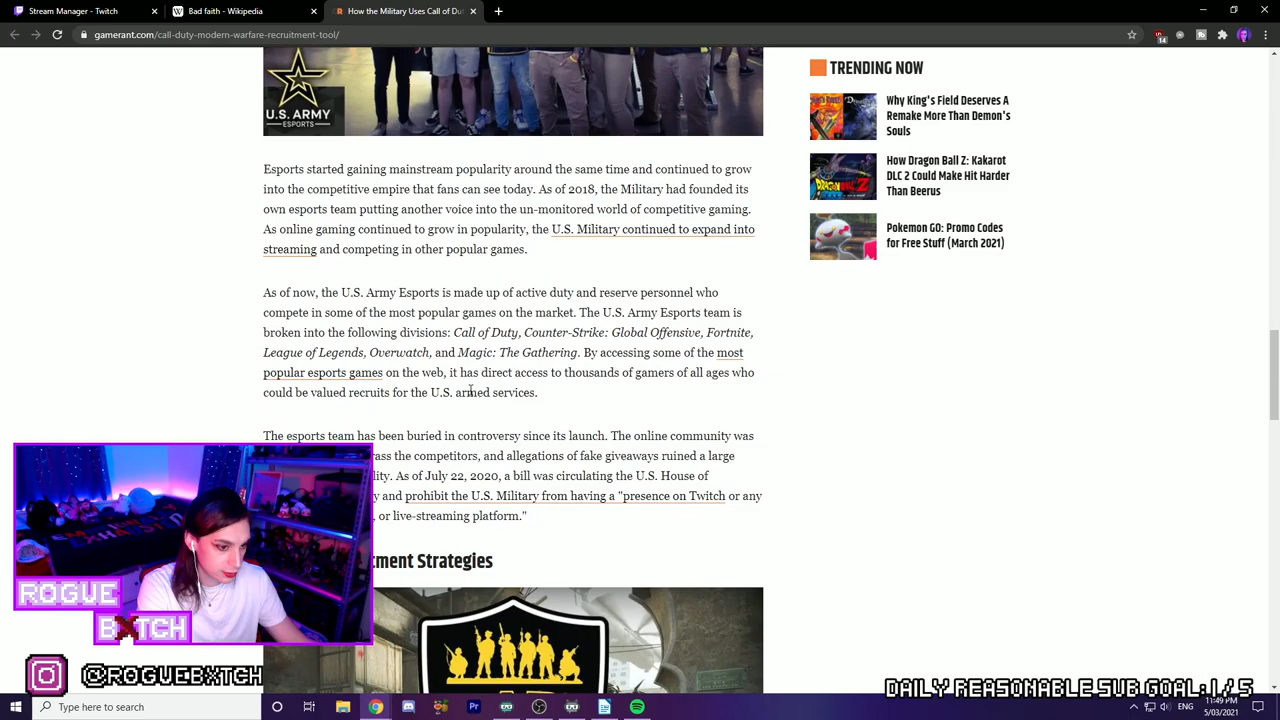 Stream Manager - Twitch
Bad faith - Wikipedia
How the Military Uses Call of Dut
gamerant.com/call-duty-modern-warfare-recruitment-tool/
14
U.S. ARMY
ESPORTS
TRENDING NOW
Why King's Field Deserves A
Remake More Than Demon's
Souls
How Dragon Ball Z: Kakarot
DLC 2 Could Make Hit Harder
Than Beerus
Pokemon GO: Promo Codes
for Free Stuff (March 2021)
Esports started gaining mainstream popularity around the same time and continued to grow
into the competitive empire that fans can see today. As of 2018, the Military had founded its
own esports team putting another voice into the un-monitored world of competitive gaming.
As online gaming continued to grow in popularity, the U.S. Military continued to expand into
streaming and competing in other popular games.
As of now, the U.S. Army Esports is made up of active duty and reserve personnel who
compete in some of the most popular games on the market. The U.S. Army Esports team is
broken into the following divisions: Call of Duty, Counter-Strike: Global Offensive, Fortnite,
League of Legends, Overwatch, and Magic: The Gathering. By accessing some of the most
popular esports games on the web, it has direct access to thousands of gamers of all ages who
could be valued recruits for the U.S. armed services.
The esports team has been buried in controversy since its launch. The online community was
rass the competitors, and allegations of fake giveaways ruined a large
lity. As of July 22, 2020, a bill was circulating the U.S. House of
y and prohibit the U.S. Military from having a "presence on Twitch or any
, or live-streaming platform."
tment Strategies
ROGUE
BXTCH
@ROGUEBXTCH
DAILY REASONABLE SUB GOAL: 1/5
Type here to search
ENG
11:49 PM
5/03/2021